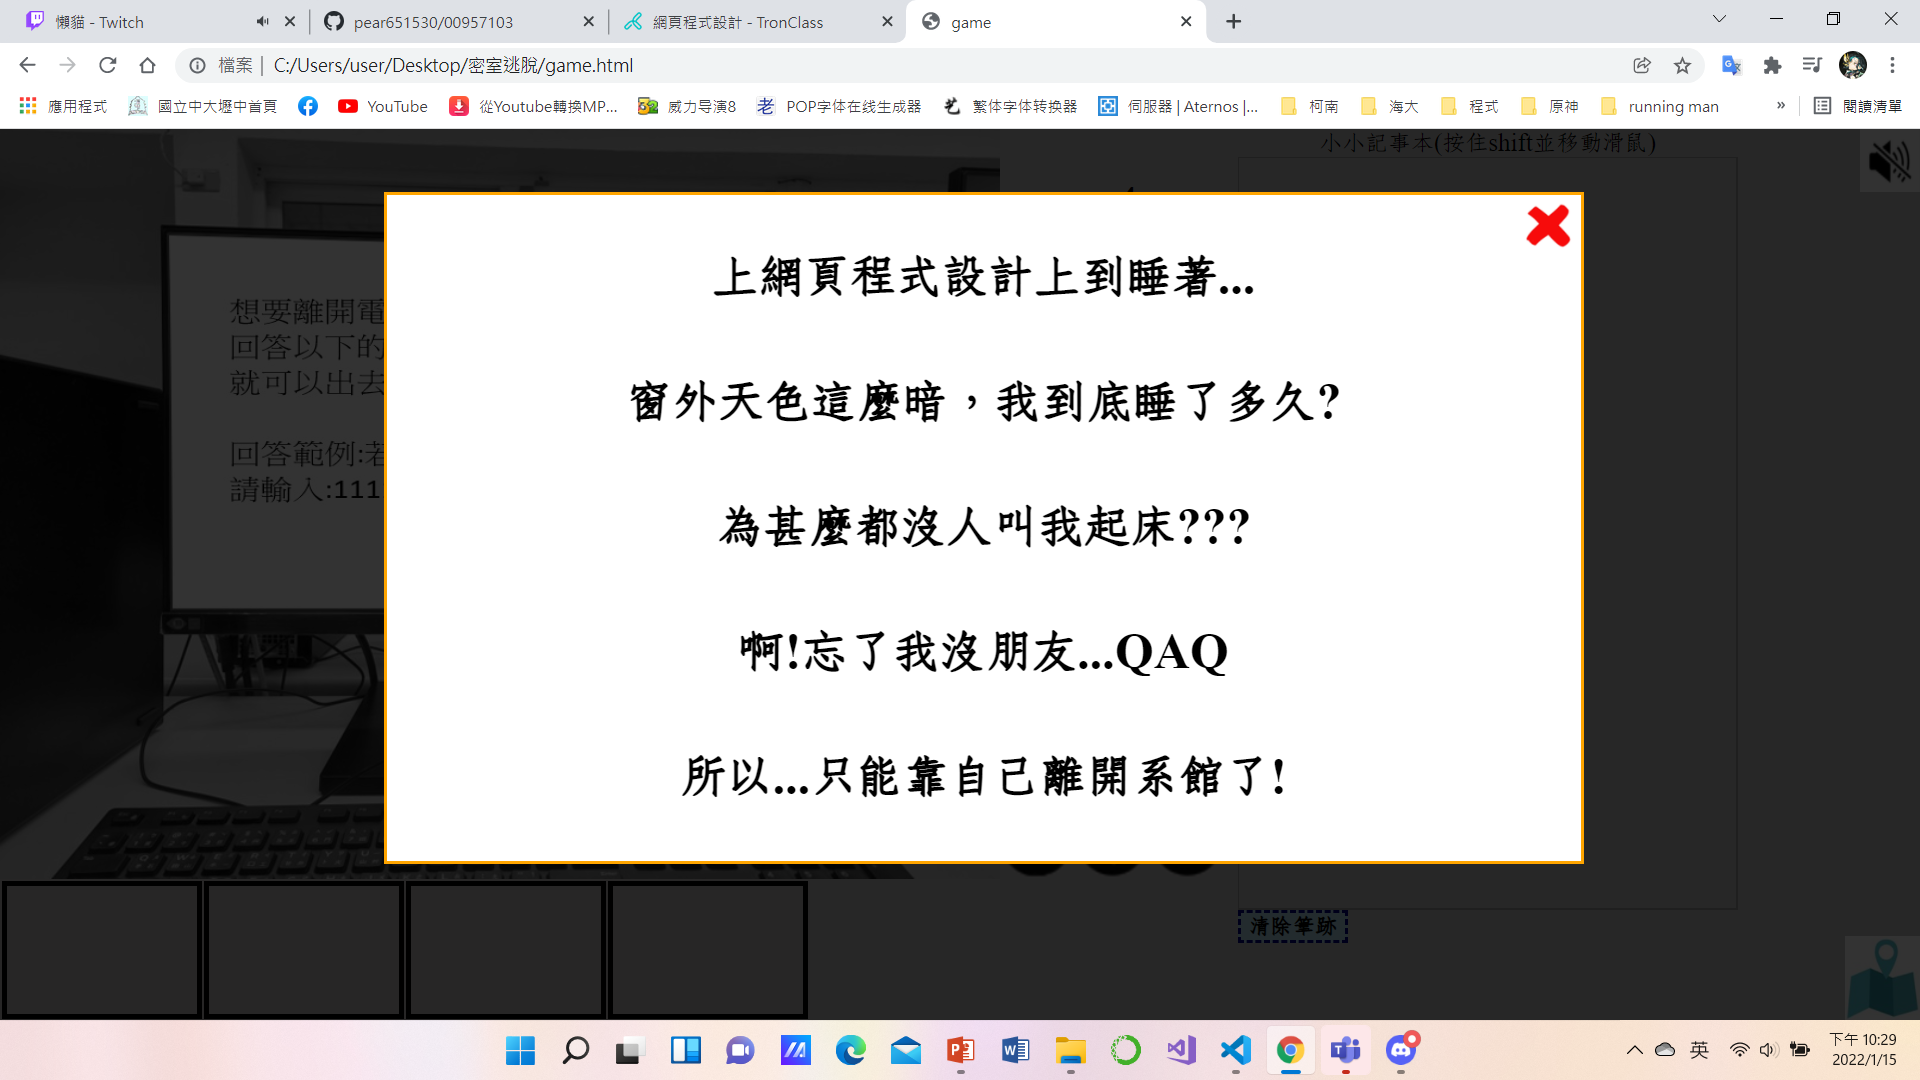 懶貓 - Twitch
pear651530/00957103
網頁程式設計 - TronClass
game
檔案
C:/Users/user/Desktop/密室逃脫/game.html
應用程式
國立中大壢中首頁
YouTube
從Youtube轉換MP...
威力导演8
POP字体在线生成器
繁体字体转换器
伺服器 | Aternos |...
柯南
海大
程式
原神
running man
»
閱讀清單
小小記事本(按住shift並移動滑鼠)
上網頁程式設計上到睡著...
窗外天色這麼暗，我到底睡了多久?
為甚麼都沒人叫我起床???
啊!忘了我沒朋友...QAQ
所以...只能靠自己離開系館了!
想要離開電
回答以下的
就可以出去
回答範例:若
請輸入:111
清除筆跡
英
下午 10:29
2022/1/15